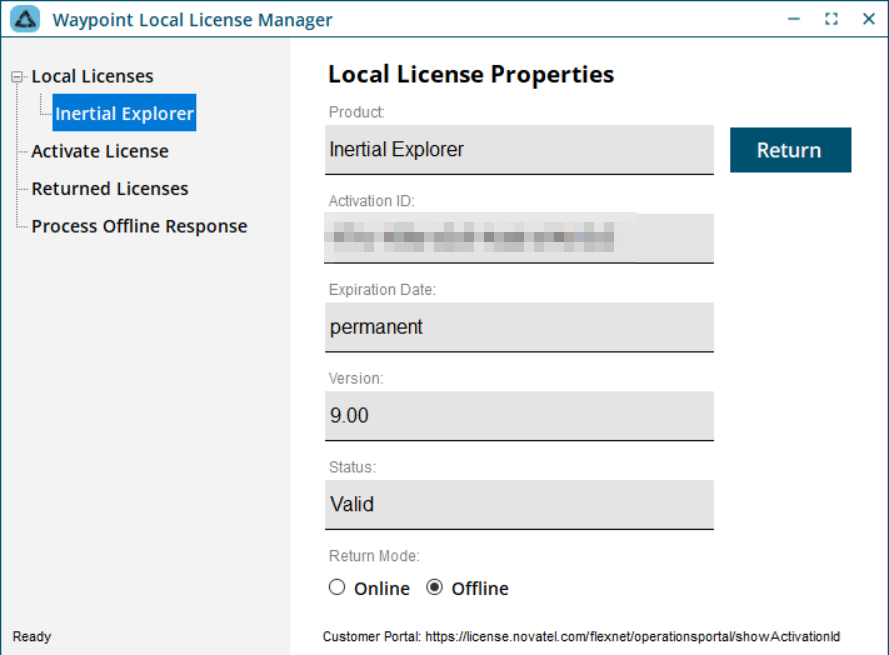 Waypoint Local License Manager
Local Licenses
Inertial Explorer
Activate License
Returned Licenses
Process Offline Response
Local License Properties
Product:
Inertial Explorer
Return
Activation ID:
Expiration Date:
permanent
Version:
9.00
Status:
Valid
Return Mode:
Online Offline
Ready
Customer Portal: https://license.novatel.com/flexnet/operationsportal/showActivationId